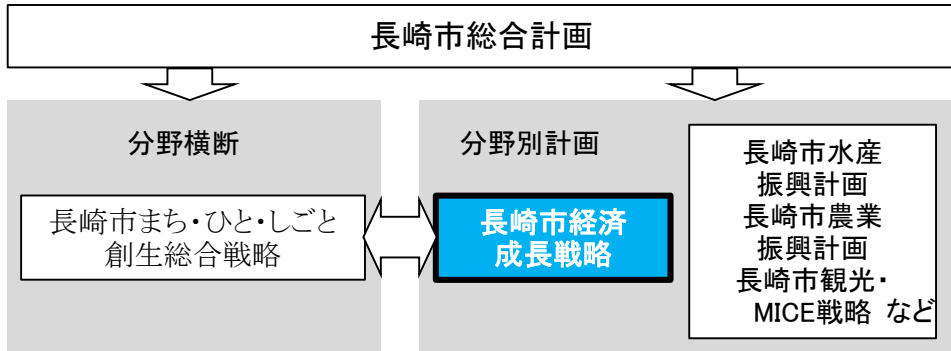 長崎市総合計画
分野横断
長崎市まち・ひと・しごと
創生総合戦略
分野別計画
長崎市経済
成長戦略
長崎市水産
振興計画
長崎市農業
振興計画
長崎市観光・
MICE戦略 など